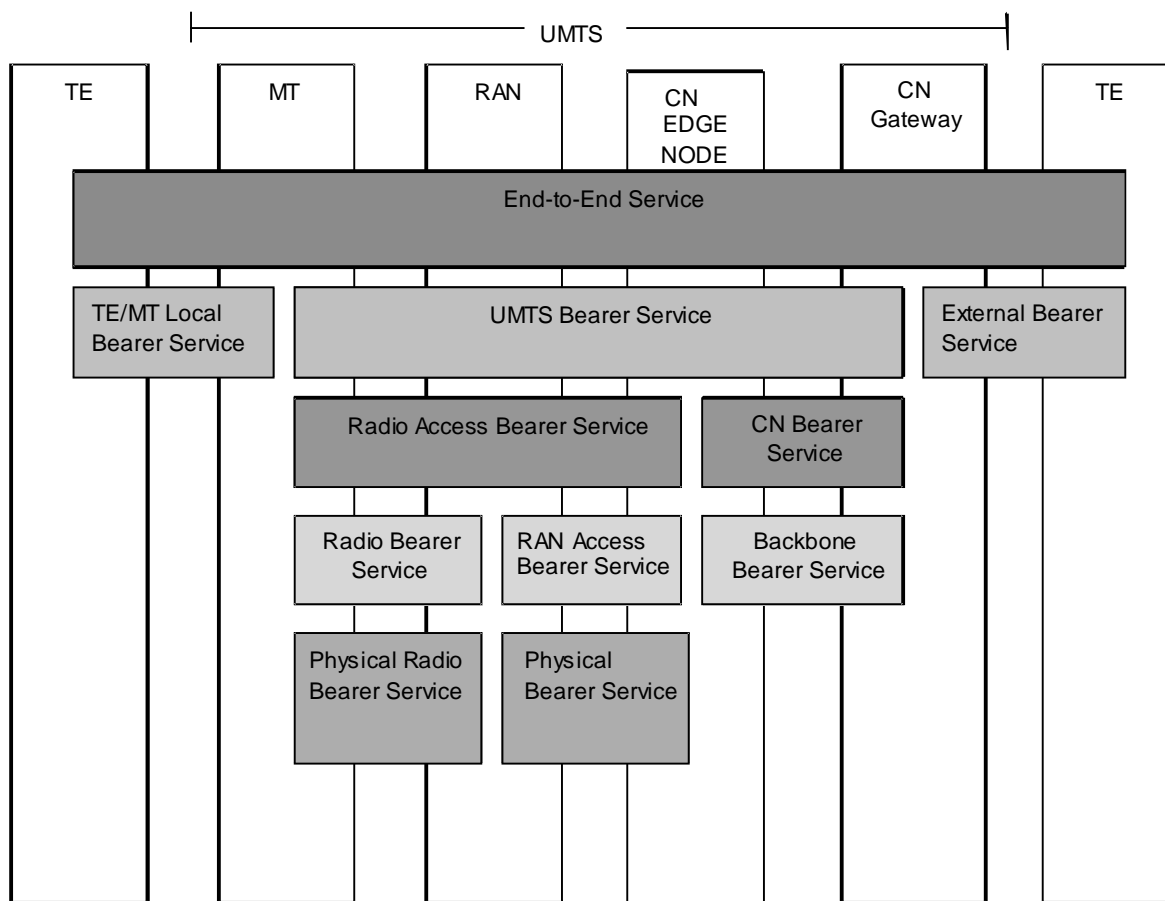 UMTS
TE
MT
RAN
CN
EDGE
NODE
CN
Gateway
TE
End-to-End Service
TE/MT Local
Bearer Service
UMTS Bearer Service
External Bearer
Service
Radio Access Bearer Service
CN Bearer
Service
Radio Bearer
Service
RAN Access
Bearer Service
Backbone
Bearer Service
Physical Radio
Bearer Service
Physical
Bearer Service